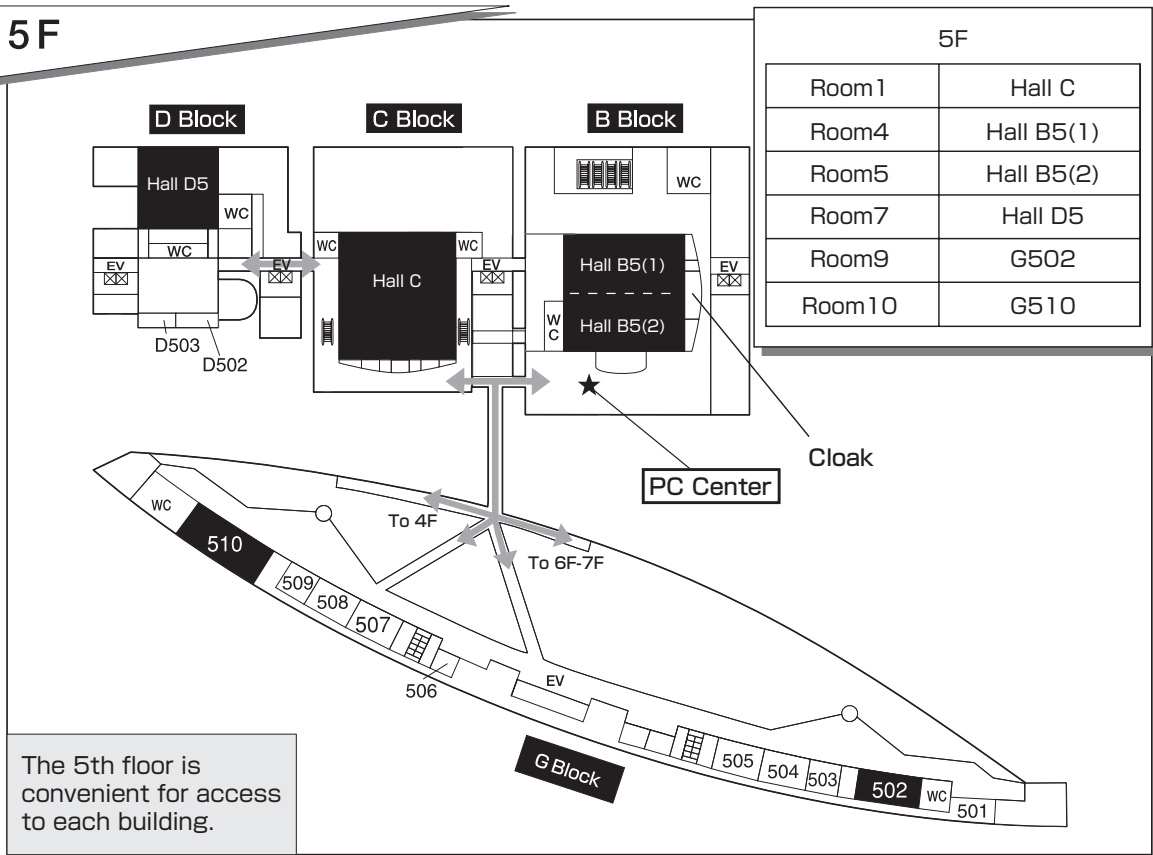 5F
5F
Room1 Hall C
Room4 Hall B5(1)
Room5 Hall B5(2)
Room7 Hall D5
Room9 G502
Room10 G510
D Block
C Block
B Block
Hall D5
WC
WC
EV
EV
D503
D502
WC
WC
Hall C
EV
WC
Hall B5(1)
Hall B5(2)
W
C
EV
Cloak
PC Center
To 4F
To 6F-7F
WC
510
509
508
507
506
EV
G Block
505
504
503
502
WC
501
The 5th floor is
convenient for access
to each building.